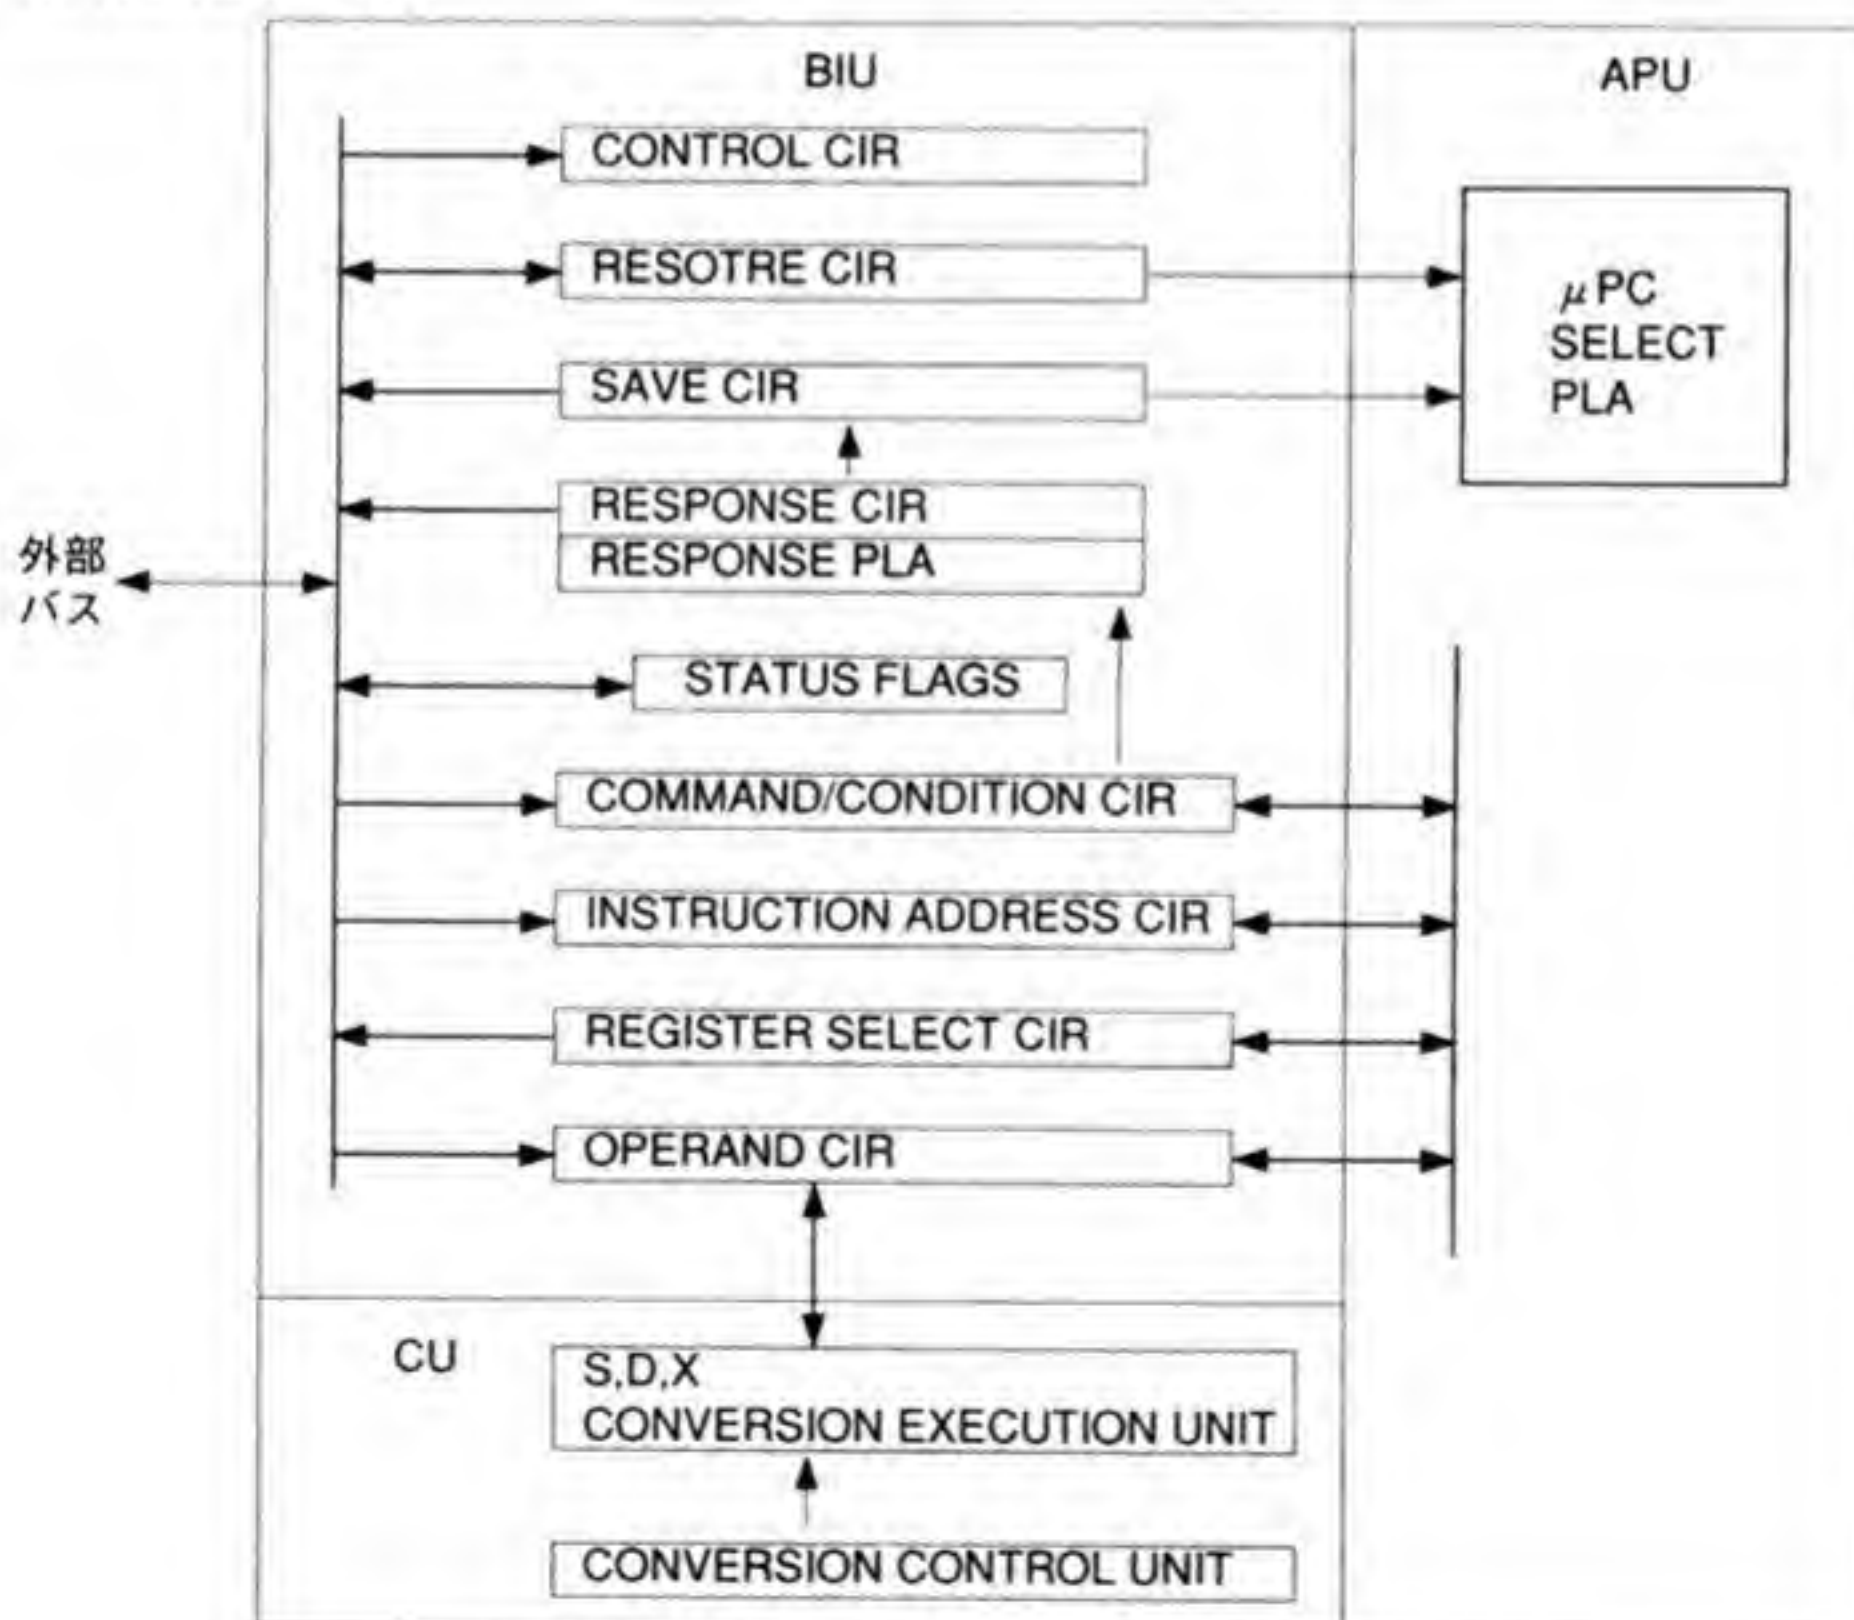 BIU
APU
CONTROL CIR
RESOTRE CIR
μPC
SELECT
PLA
SAVE CIR
RESPONSE CIR
RESPONSE PLA
外部
バス
STATUS FLAGS
COMMAND/CONDITION CIR
INSTRUCTION ADDRESS CIR
REGISTER SELECT CIR
OPERAND CIR
CU
S,D,X
CONVERSION EXECUTION UNIT
CONVERSION CONTROL UNIT